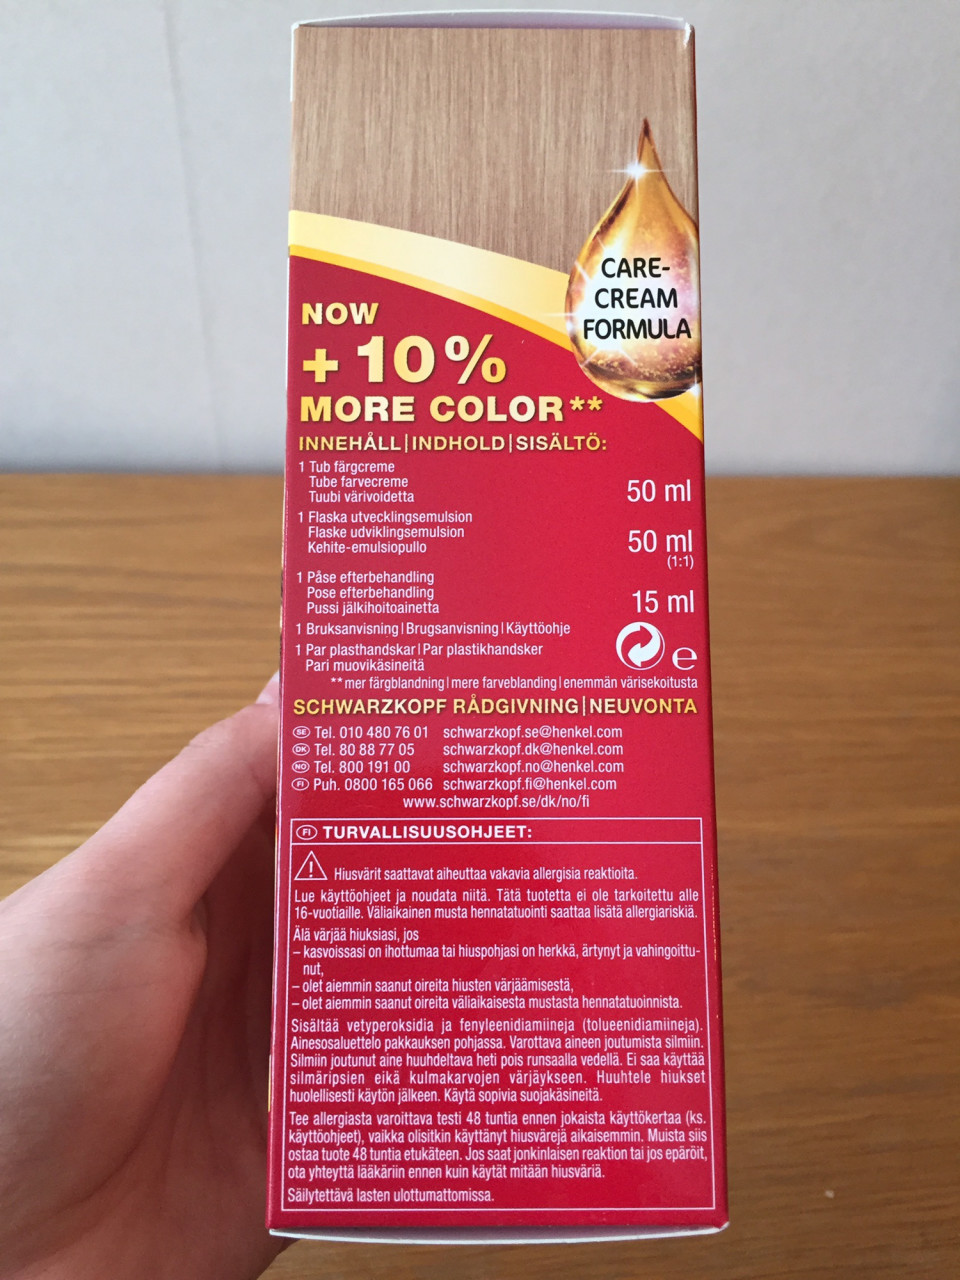 CARE-
CREAM
FORMULA
NOW
+ 10%
MORE COLOR**
INNEHÅLL|INDHOLD|SISÄLTÖ:
1 Tub färgcreme
Tube farvecreme
Tuubi värivoidetta
50 ml
1 Flaska utvecklingsemulsion
Flaske udviklingsemulsion
Kehite-emulsiopullo
50 ml
(1:1)
1 Påse efterbehandling
Pose efterbehandling
Pussi jälkihoitoainetta
15 ml
1 Bruksanvisning|Brugsanvisning|Käyttöohje
1 Par plasthandskar|Par plastikhandsker
Pari muovikäsineitä
e
**mer färgblandning|mere farveblanding|enemmän värisekoitusta
SCHWARZKOPF RÅDGIVNING|NEUVONTA
SE Tel. 010 480 76 01 schwarzkopf.se@henkel.com
DK Tel. 80 88 77 05 schwarzkopf.dk@henkel.com
NO Tel. 800 191 00 schwarzkopf.no@henkel.com
FI Puh. 0800 165 066 schwarzkopf.fi@henkel.com
www.schwarzkopf.se/dk/no/fi
FI TURVALLISUUSOHJEET:
Hiusvärit saattavat aiheuttaa vakavia allergisia reaktioita.
Lue käyttöohjeet ja noudata niitä. Tätä tuotetta ei ole tarkoitettu alle
16-vuotiaille. Väliaikainen musta hennatatuointi saattaa lisätä allergiariskiä.
Älä värjää hiuksiasi, jos
– kasvoissasi on ihottumaa tai hiuspohjasi on herkkä, ärtynyt ja vahingoittu-
nut,
– olet aiemmin saanut oireita hiusten värjäämisestä,
– olet aiemmin saanut oireita väliaikaisesta mustasta hennatatuoinnista.
Sisältää vetyperoksidia ja fenyleenidiamiineja (tolueenidiamiineja).
Ainesosaluettelo pakkauksen pohjassa. Varottava aineen joutumista silmiin.
Silmiin joutunut aine huuhdeltava heti pois runsaalla vedellä. Ei saa käyttää
silmäripsien eikä kulmakarvojen värjäykseen. Huuhtele hiukset
huolellisesti käytön jälkeen. Käytä sopivia suojakäsineitä.
Tee allergiasta varoittava testi 48 tuntia ennen jokaista käyttökertaa (ks.
käyttöohjeet), vaikka olisitkin käyttänyt hiusvärejä aikaisemmin. Muista siis
ostaa tuote 48 tuntia etukäteen. Jos saat jonkinlaisen reaktion tai jos epäröit,
ota yhteyttä lääkäriin ennen kuin käytät mitään hiusväriä.
Säilytettävä lasten ulottumattomissa.